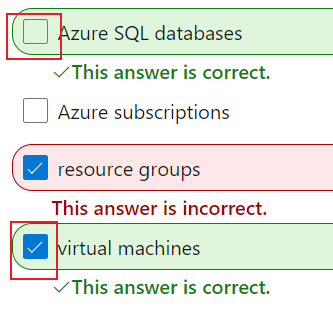 Azure SQL databases
✓This answer is correct.
Azure subscriptions
resource groups
This answer is incorrect.
virtual machines
✓This answer is correct.